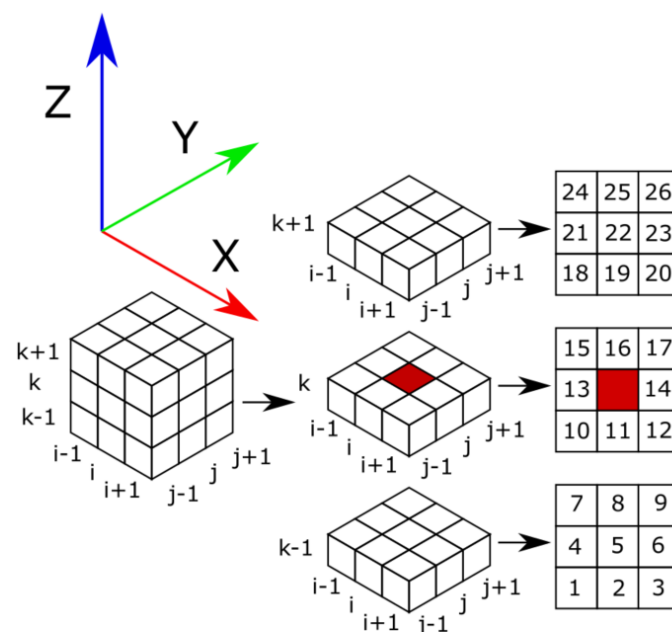 Z
Y
X
k+1
k
k-1
i-1
i
i+1
j-1
j
j+1
k+1
i-1
i
i+1
j-1
j
j+1
24 25 26
21 22 23
18 19 20
k
i-1
i
i+1
j-1
j
j+1
15 16 17
13 14
10 11 12
k-1
i-1
i
i+1
j-1
j
j+1
7 8 9
4 5 6
1 2 3